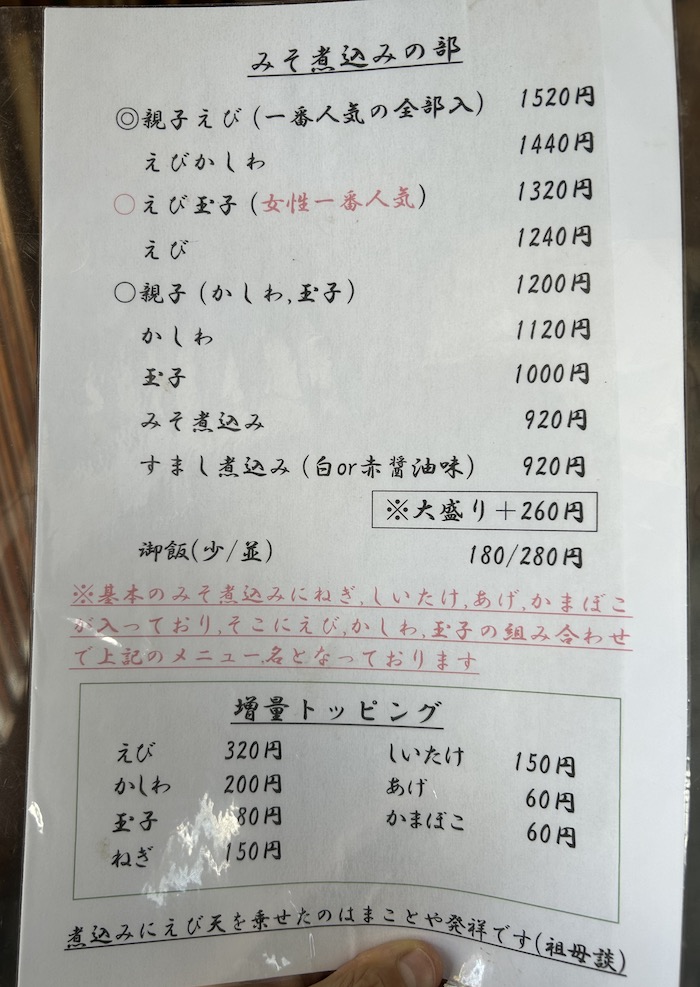 みそ煮込みの部
◎親子えび(一番人気の全部入) 1520円
えびかしわ 1440円
○えび玉子(女性一番人気) 1320円
えび 1240円
○親子(かしわ,玉子) 1200円
かしわ 1120円
玉子 1000円
みそ煮込み 920円
すまし煮込み(白or赤醤油味) 920円
※大盛り+260円
御飯(少/並) 180/280円
※基本のみそ煮込みにねぎ,しいたけ,あげ,かまぼこ
が入っており,そこにえび,かしわ,玉子の組み合わせ
で上記のメニュー名となっております
増量トッピング
えび 320円 しいたけ 150円
かしわ 200円 あげ 60円
玉子 80円 かまぼこ 60円
ねぎ 150円
煮込みにえび天を乗せたのはまことや発祥です(祖母談)